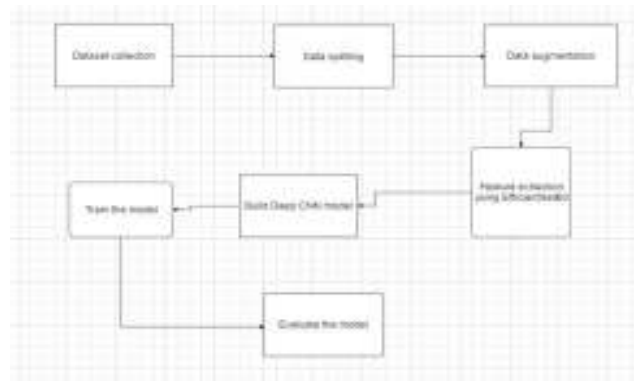 Dataset collection
Data splitting
Data augmentation
Feature extraction
using EfficientNetB0
Build Deep CNN model
Train the model
Evaluate the model